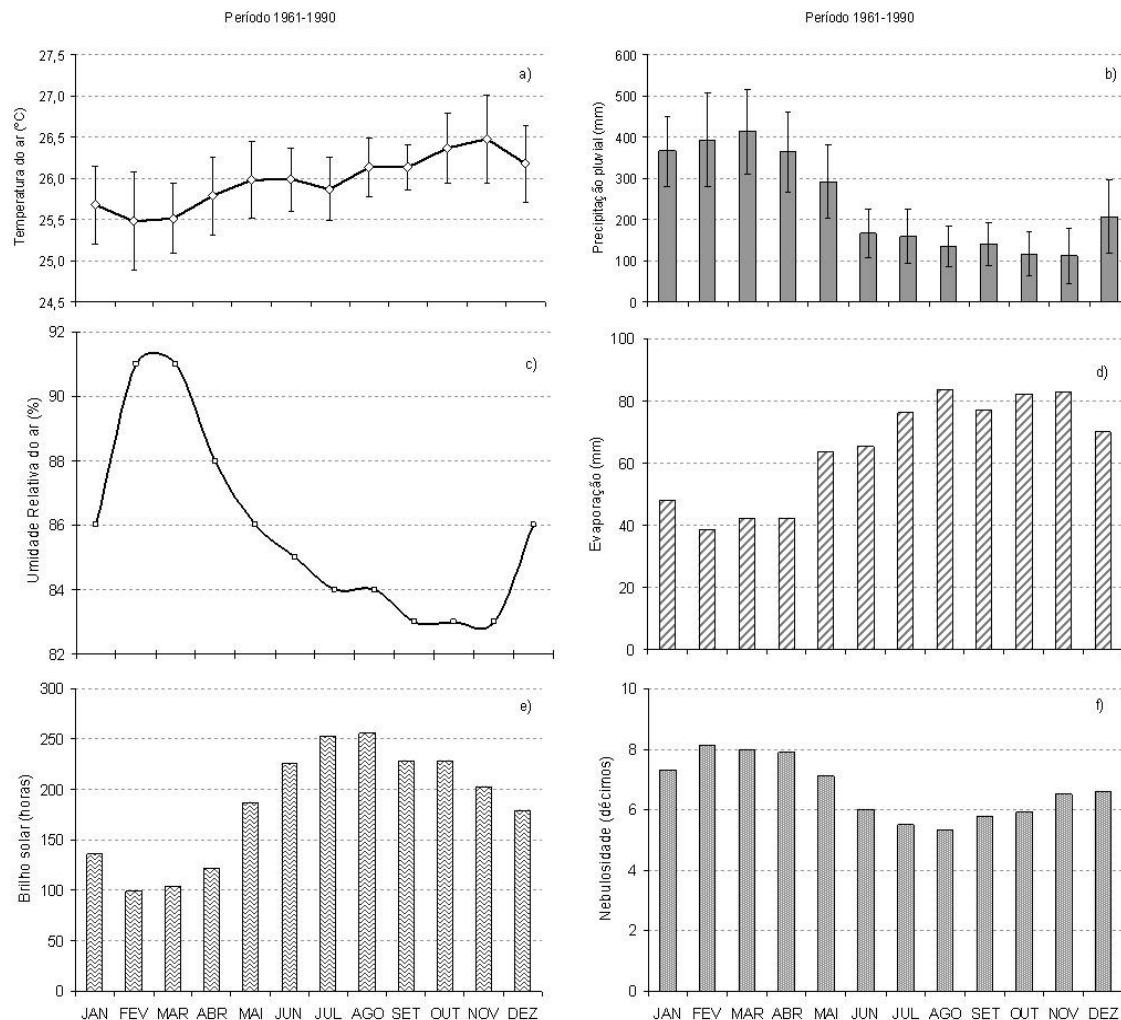 Período 1961-1990
Período 1961-1990
a)
Temperatura do ar (°C)
27,5
27,0
26,5
26,0
25,5
25,0
24,5
b)
Precipitação pluvial (mm)
600
500
400
300
200
100
0
c)
Umidade Relativa do ar (%)
92
90
88
86
84
82
d)
Evaporação (mm)
100
80
60
40
20
0
e)
Brilho solar (horas)
300
250
200
150
100
50
0
JAN FEV MAR ABR MAI JUN JUL AGO SET OUT NOV DEZ
f)
Nebulosidade (décimos)
10
8
6
4
2
0
JAN FEV MAR ABR MAI JUN JUL AGO SET OUT NOV DEZ